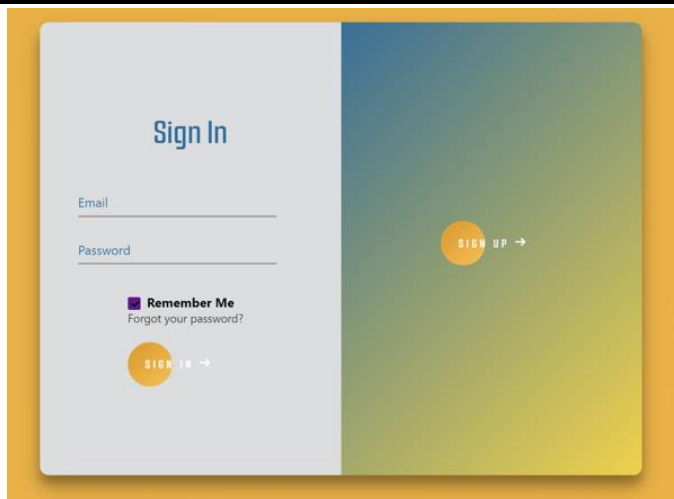 Sign In
Email
Password
Remember Me
Forgot your password?
SIGN IN →
SIGN UP →